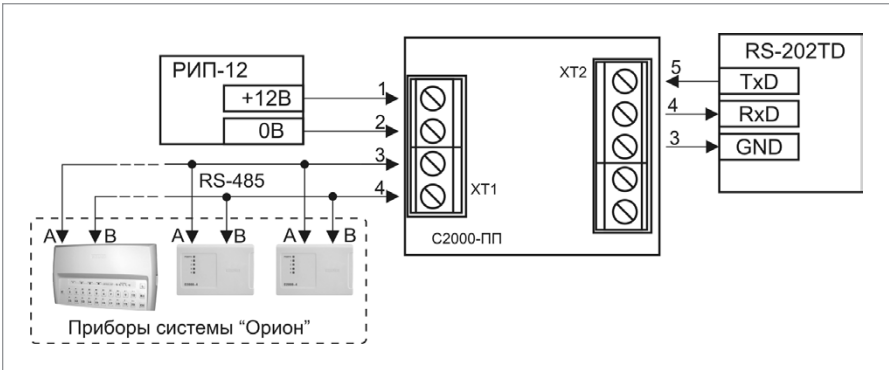 РИП-12
+12В
0В
1
2
3
4
RS-485
XT1
XT2
С2000-ПП
5
4
3
RS-202TD
TxD
RxD
GND
A
B
A
B
A
B
Приборы системы “Орион”